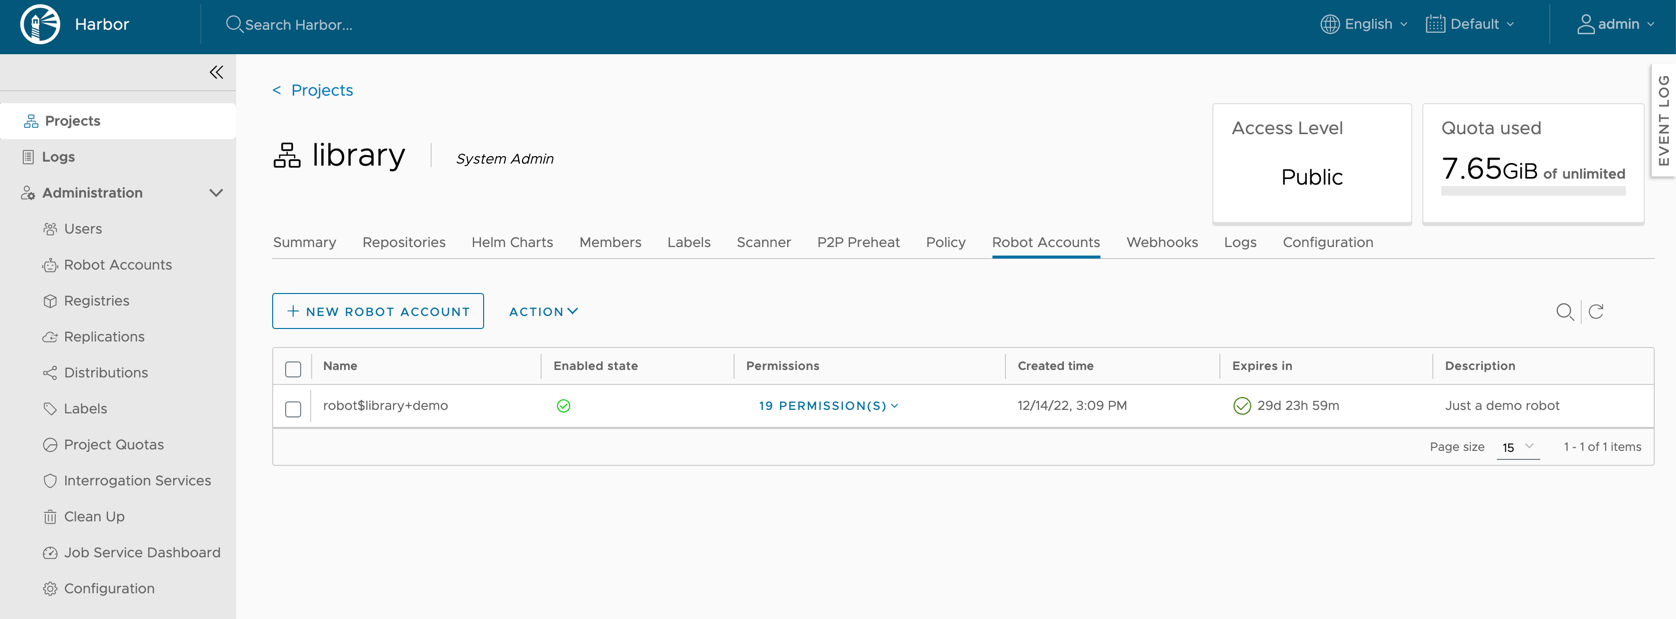 Harbor
Search Harbor...
English
Default
admin
EVENT LOG
Projects
Logs
Administration
Users
Robot Accounts
Registries
Replications
Distributions
Labels
Project Quotas
Interrogation Services
Clean Up
Job Service Dashboard
Configuration
< Projects
library
System Admin
Access Level
Public
Quota used
7.65GiB of unlimited
Summary Repositories Helm Charts Members Labels Scanner P2P Preheat Policy Robot Accounts Webhooks Logs Configuration
+ NEW ROBOT ACCOUNT
ACTION
Name Enabled state Permissions Created time Expires in Description
robot$library+demo 19 PERMISSION(S) 12/14/22, 3:09 PM 29d 23h 59m Just a demo robot
Page size 15 1 - 1 of 1 items